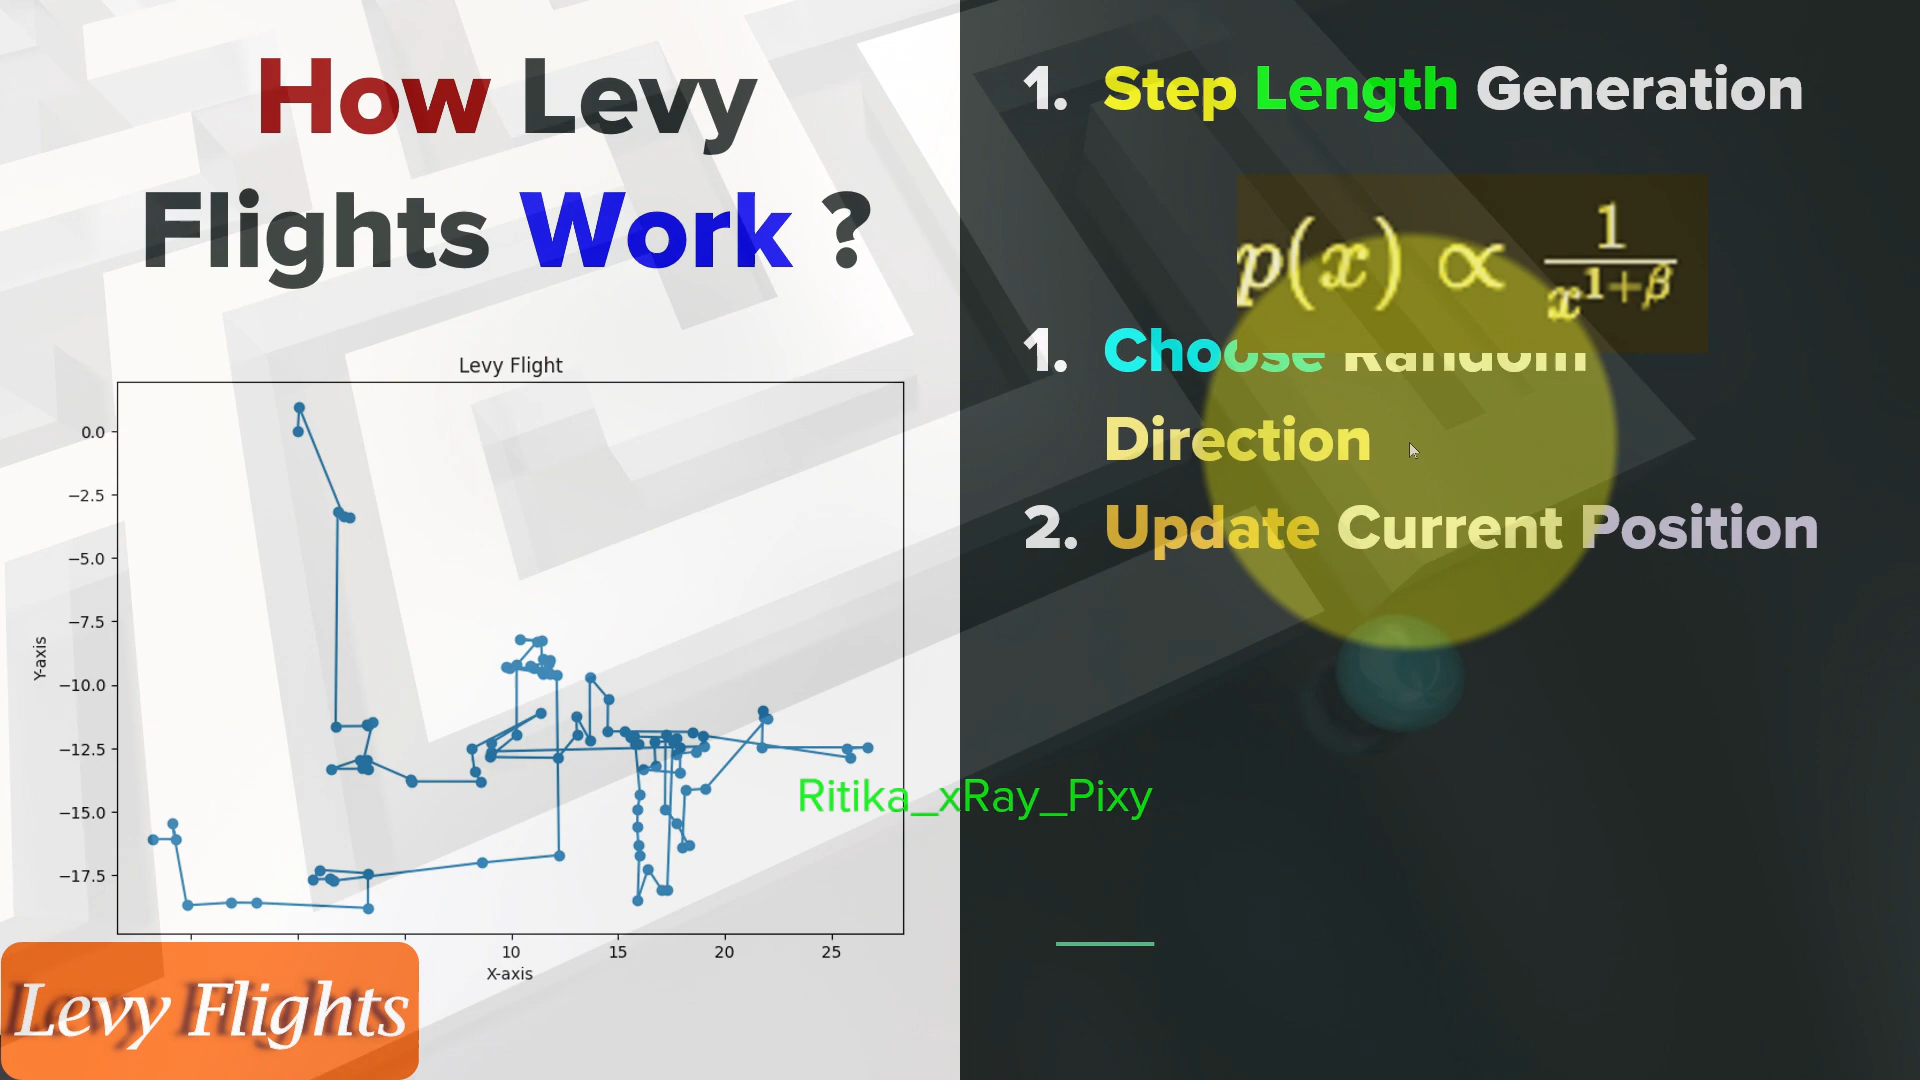 How Levy
Flights Work ?
Levy Flight
0.0
−2.5
−5.0
−7.5
−10.0
−12.5
−15.0
−17.5
Y-axis
10 15 20 25
X-axis
Levy Flights
1. Step Length Generation
p(x) ∝ 1/x^{1+β}
1. Choose Random
Direction
2. Update Current Position
Ritika_xRay_Pixy